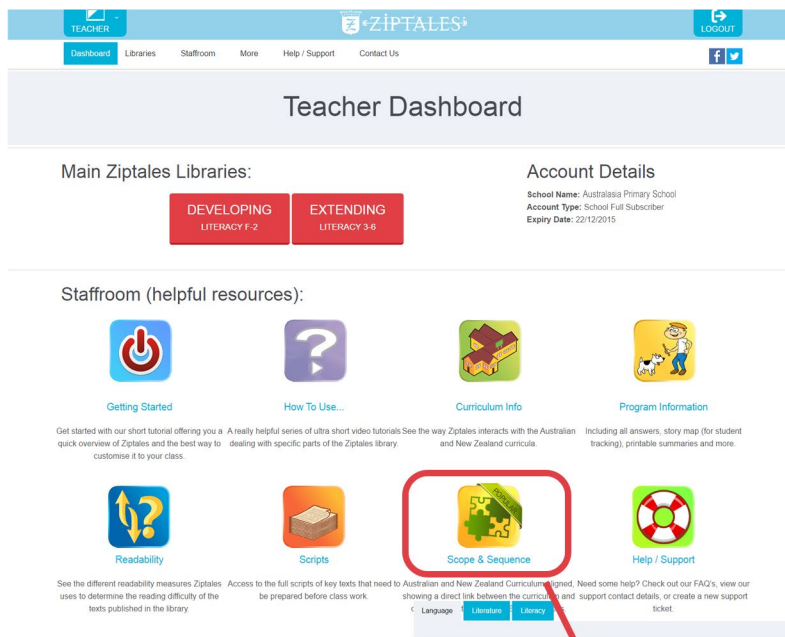 TEACHER
ZIPTALES
LOGOUT
Dashboard Libraries Staffroom More Help / Support Contact Us
Teacher Dashboard
Main Ziptales Libraries:
DEVELOPING
LITERACY F-2
EXTENDING
LITERACY 3-6
Account Details
School Name: Australasia Primary School
Account Type: School Full Subscriber
Expiry Date: 22/12/2015
Staffroom (helpful resources):
Getting Started
Get started with our short tutorial offering you a
quick overview of Ziptales and the best way to
customise it to your class.
How To Use...
A really helpful series of ultra short video tutorials
dealing with specific parts of the Ziptales library.
Curriculum Info
See the way Ziptales interacts with the Australian
and New Zealand curricula.
Program Information
Including all answers, story map (for student
tracking), printable summaries and more.
Readability
See the different readability measures Ziptales
uses to determine the reading difficulty of the
texts published in the library.
Scripts
Access to the full scripts of key texts that need to
be prepared before class work.
POPULAR
Scope & Sequence
Australian and New Zealand Curriculum aligned,
showing a direct link between the curriculum and
Help / Support
Need some help? Check out our FAQ's, view our
support contact details, or create a new support
ticket.
Language Literature Literacy